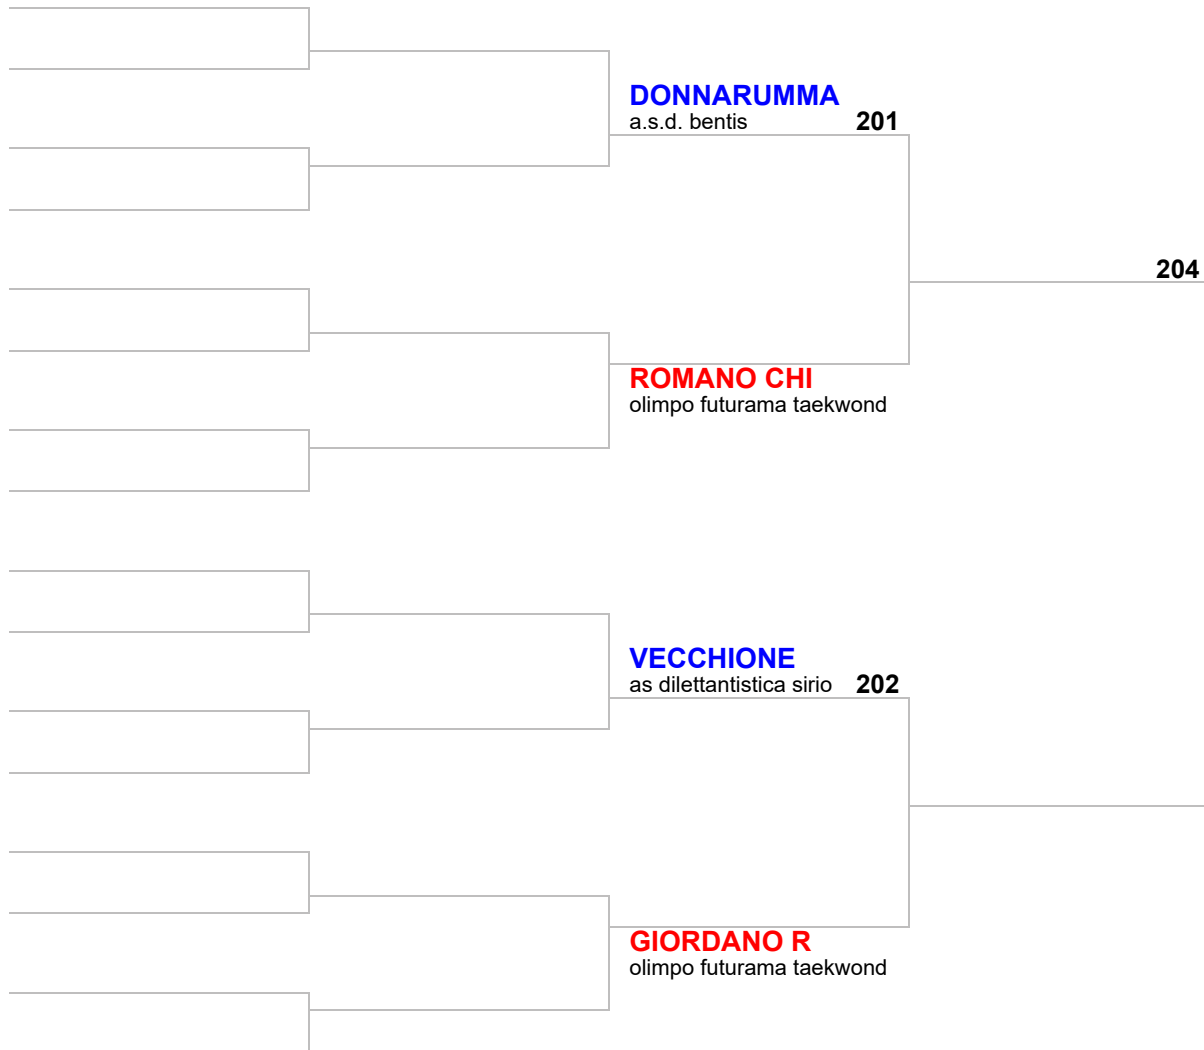 DONNARUMMA
a.s.d. bentis 201
204
ROMANO CHI
olimpo futurama taekwond
VECCHIONE
as dilettantistica sirio 202
GIORDANO R
olimpo futurama taekwond